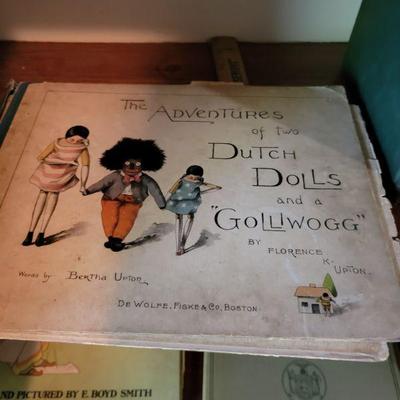 The ADVENTURES
of two
DUTCH
DOLLS
and a
"GOLLIWOGG"
BY FLORENCE
K. UPTON.
Words by Bertha Upton
DE WOLFE, FISKE & CO, BOSTON.
ND PICTURED BY E. BOYD SMITH